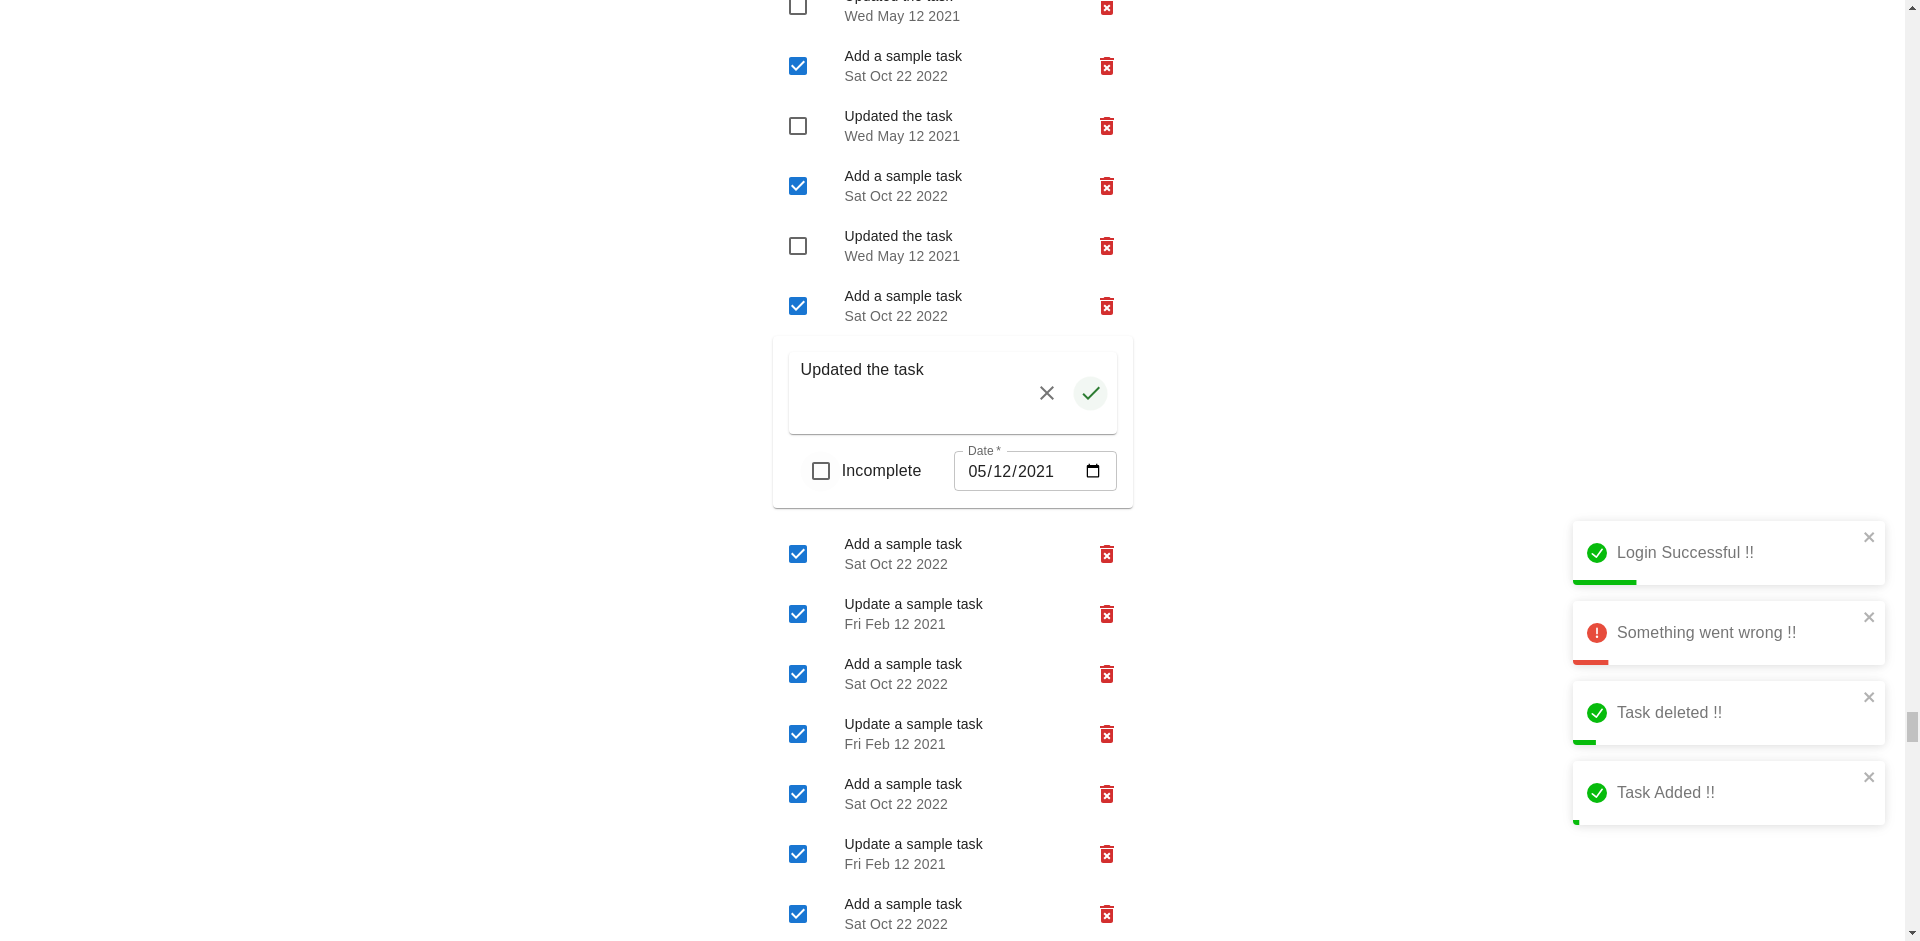 Wed May 12 2021
Add a sample task
Sat Oct 22 2022
Updated the task
Wed May 12 2021
Add a sample task
Sat Oct 22 2022
Updated the task
Wed May 12 2021
Add a sample task
Sat Oct 22 2022
Updated the task
Incomplete
Date *
05/12/2021
Add a sample task
Sat Oct 22 2022
Update a sample task
Fri Feb 12 2021
Add a sample task
Sat Oct 22 2022
Update a sample task
Fri Feb 12 2021
Add a sample task
Sat Oct 22 2022
Update a sample task
Fri Feb 12 2021
Add a sample task
Sat Oct 22 2022
Login Successful !!
Something went wrong !!
Task deleted !!
Task Added !!